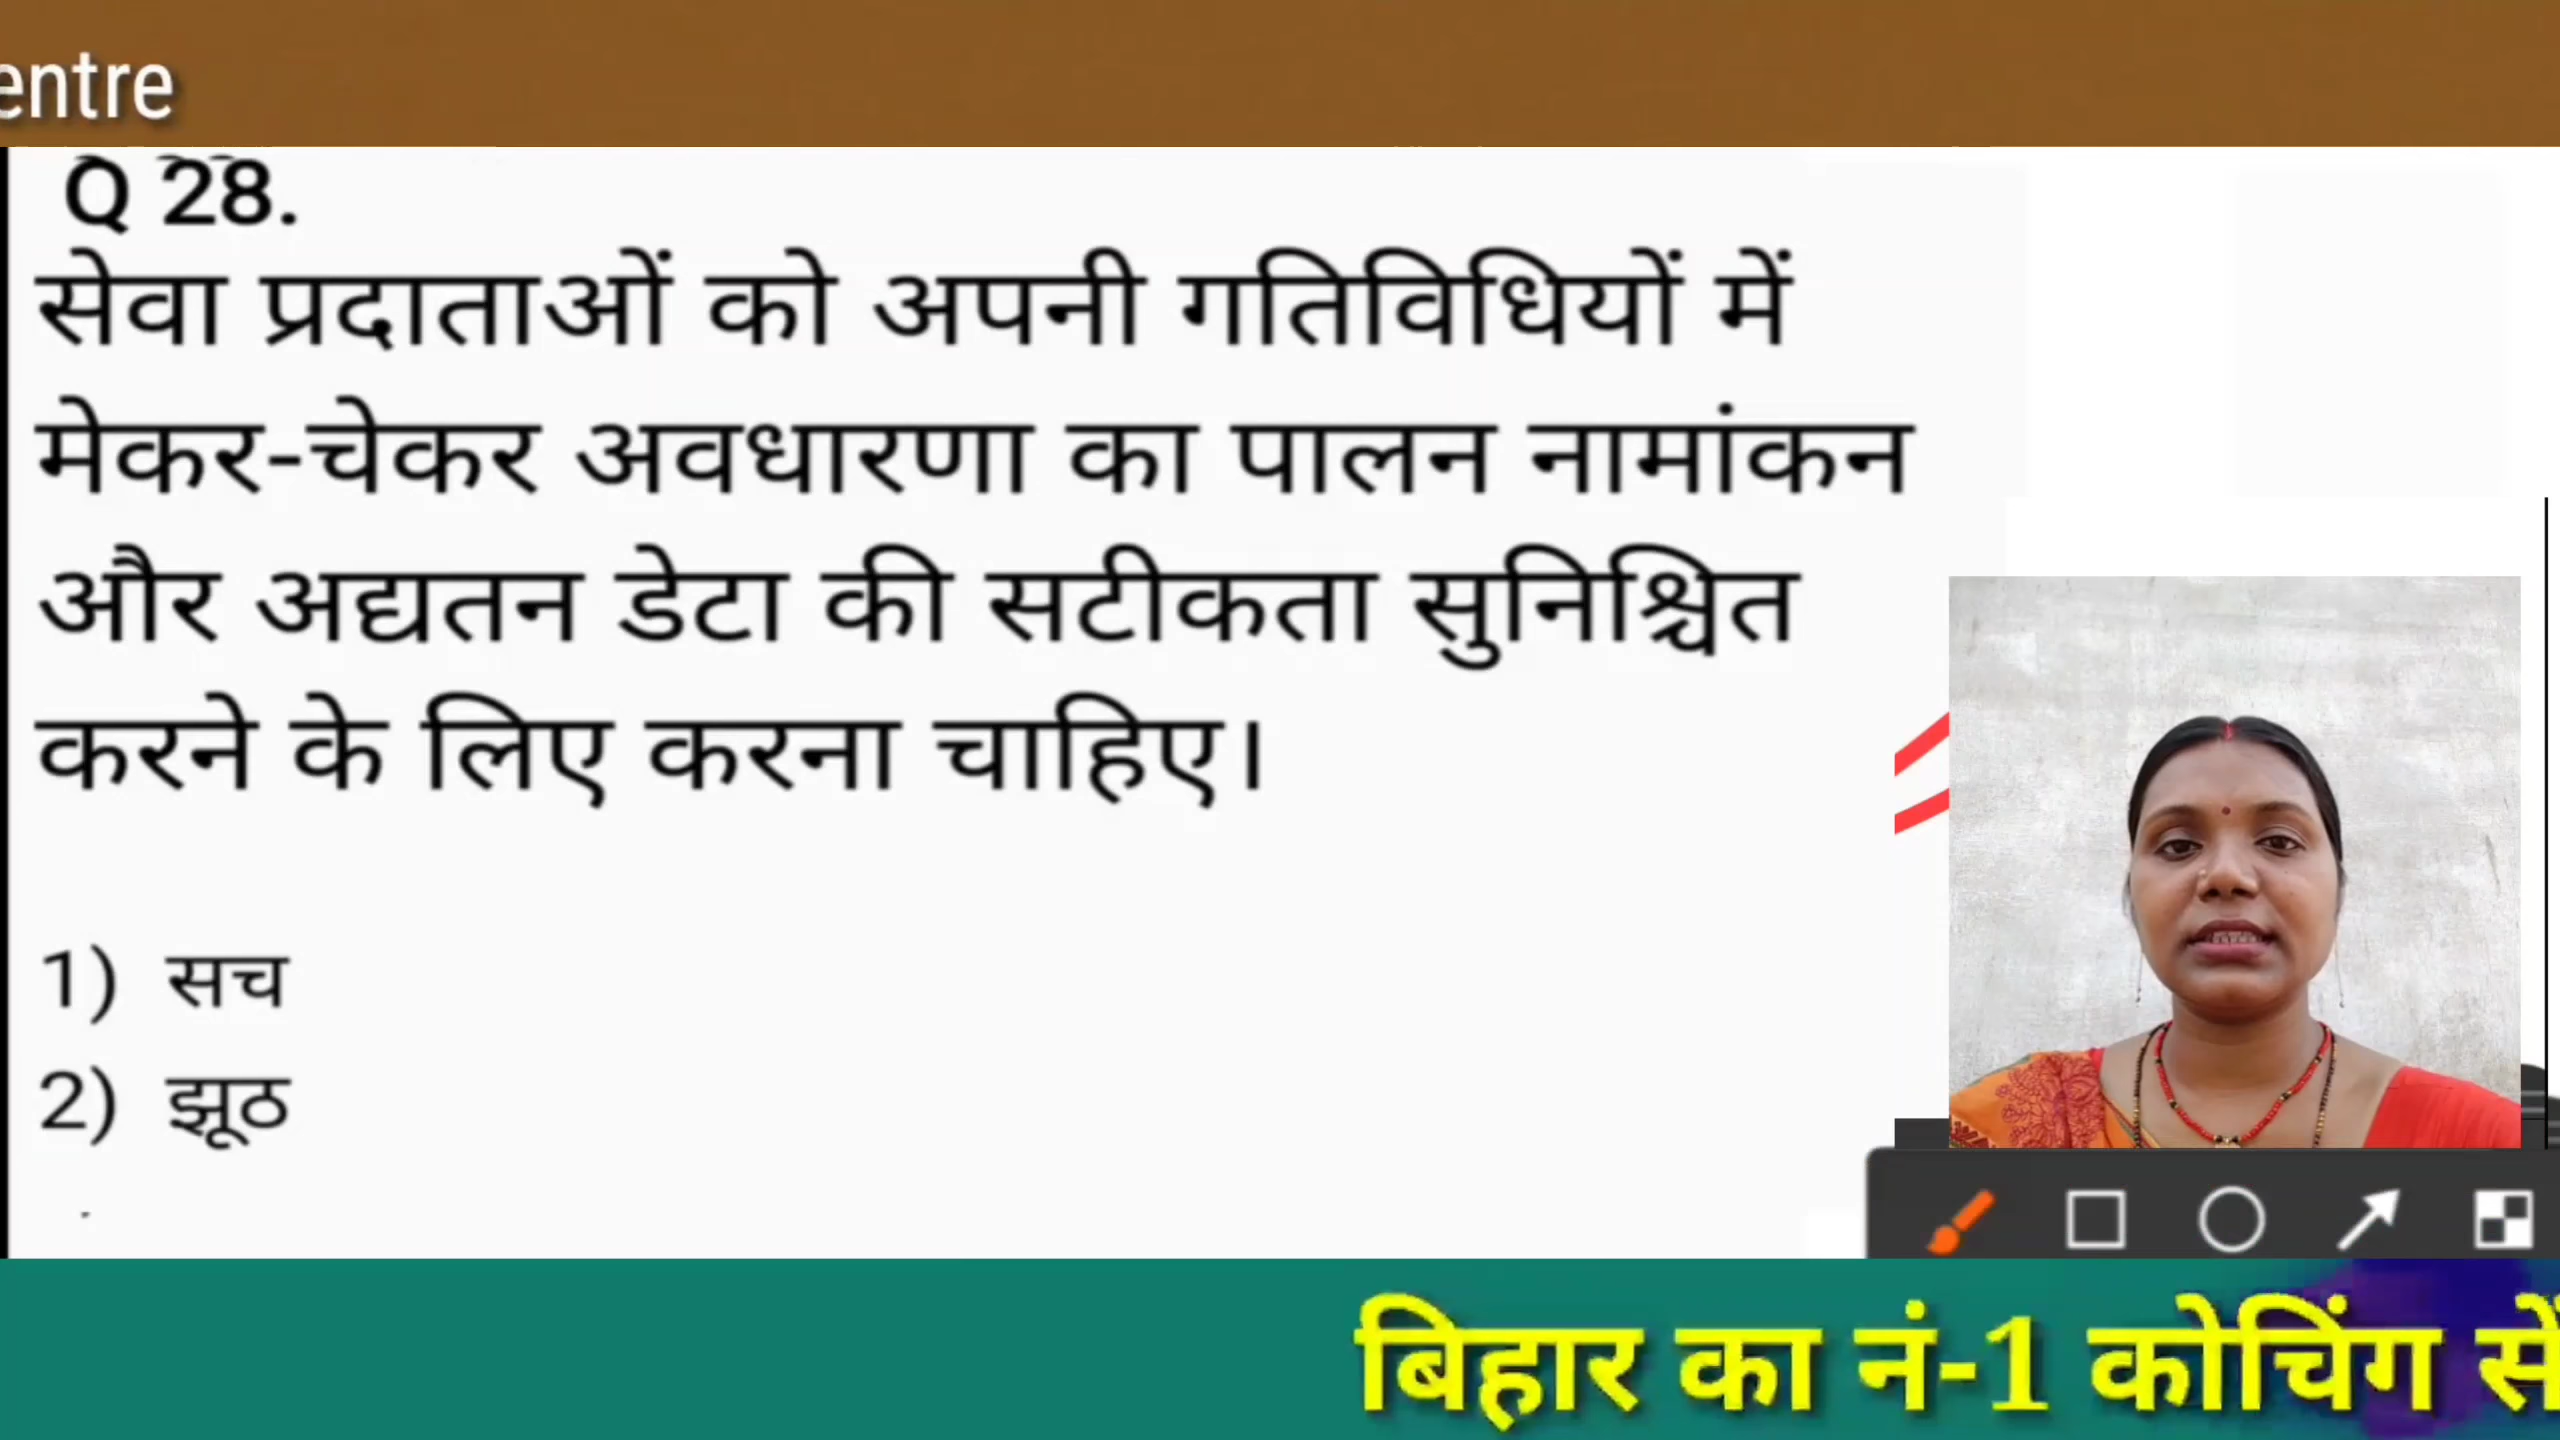 entre
Q 28.
सेवा प्रदाताओं को अपनी गतिविधियों में
मेकर-चेकर अवधारणा का पालन नामांकन
और अद्यतन डेटा की सटीकता सुनिश्चित
करने के लिए करना चाहिए।
1) सच
2) झूठ
बिहार का नं-1 कोचिंग सें